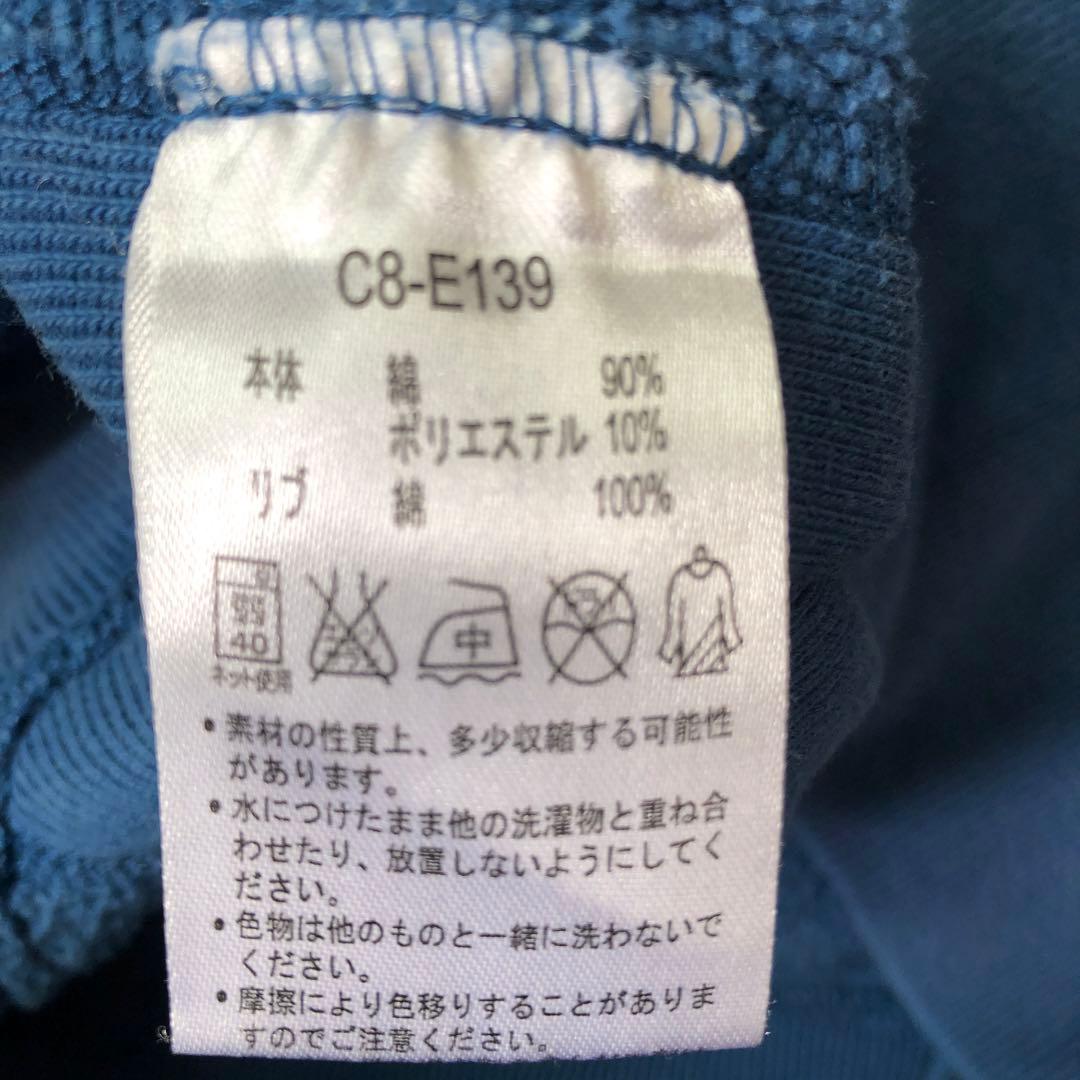 C8-E139
本体 綿 90%
ポリエステル 10%
リブ 綿 100%
40
中
ネット使用
・素材の性質上、多少収縮する可能性
があります。
・水につけたまま他の洗濯物と重ね合
わせたり、放置しないようにしてく
ださい。
・色物は他のものと一緒に洗わないで
ください。
・摩擦により色移りすることがありま
すのでご注意ください。